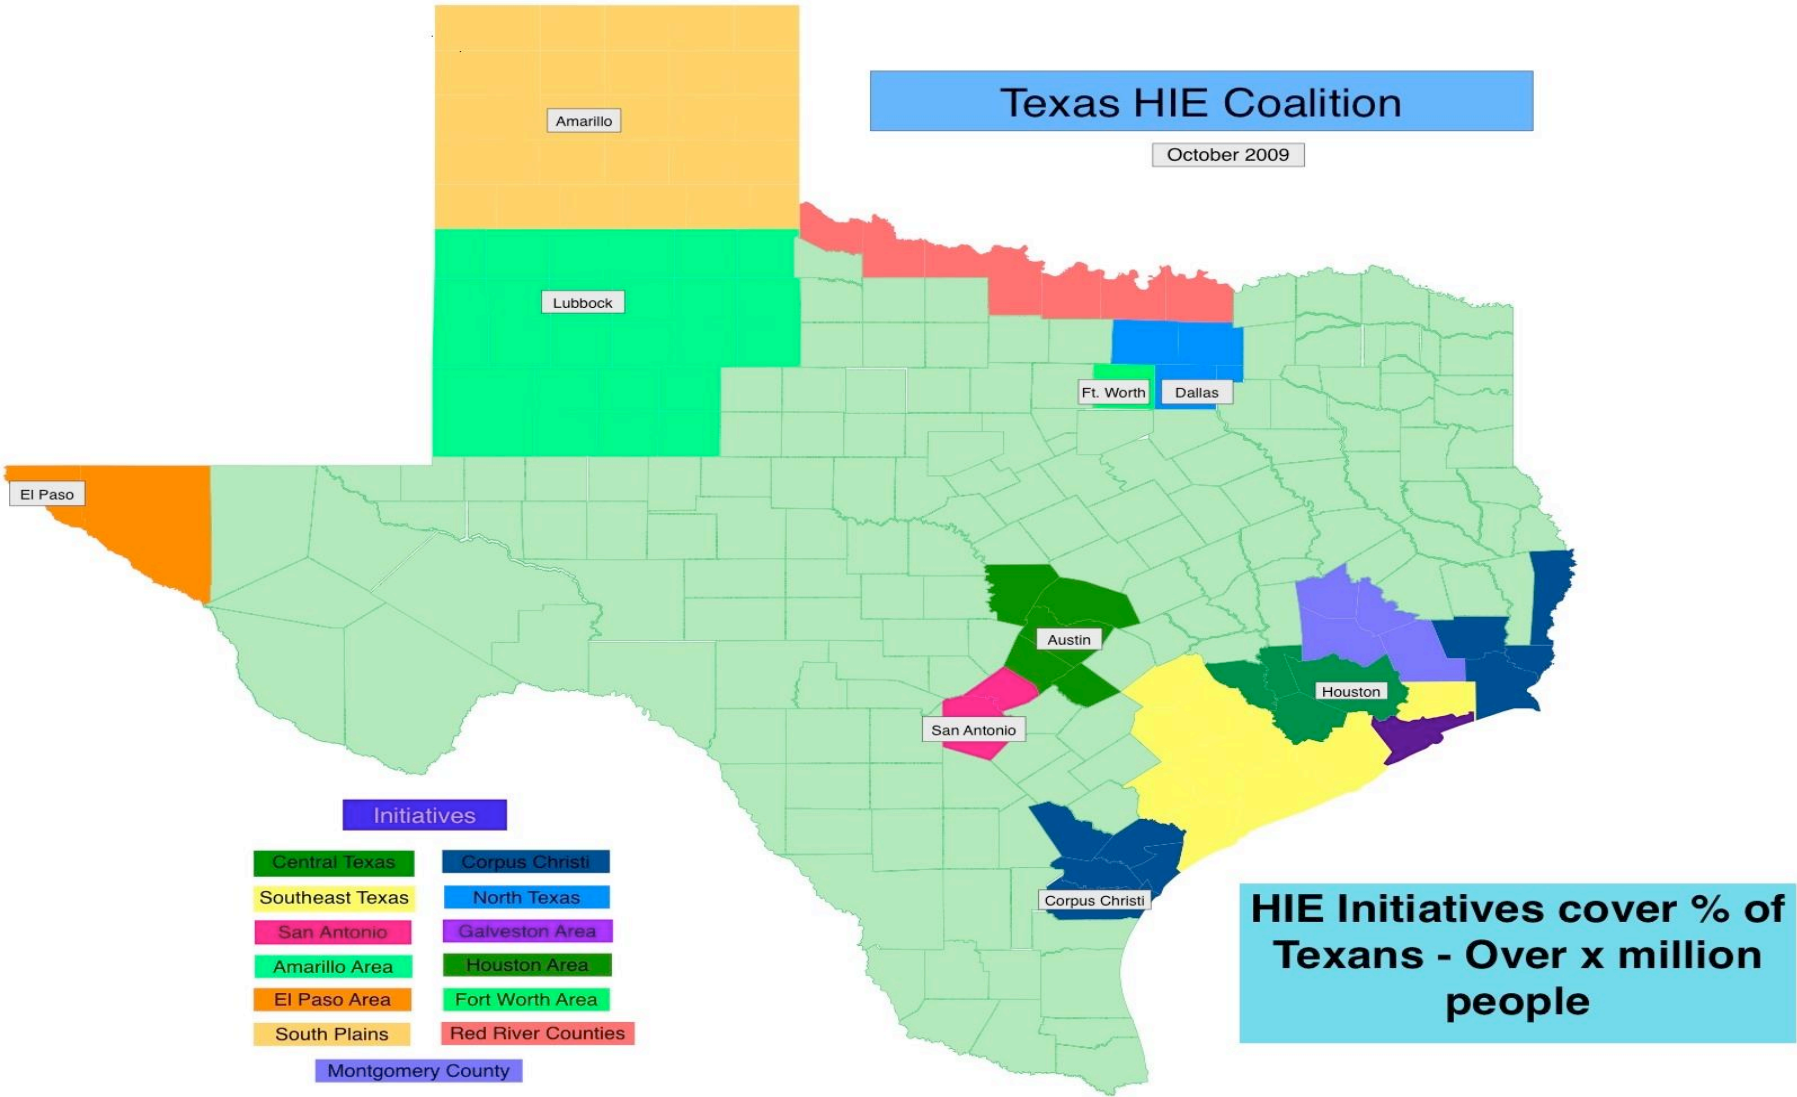 Texas HIE Coalition
October 2009
Amarillo
Lubbock
Ft. Worth
Dallas
El Paso
Austin
Houston
San Antonio
Corpus Christi
Initiatives
Central Texas
Corpus Christi
Southeast Texas
North Texas
San Antonio
Galveston Area
Amarillo Area
Houston Area
El Paso Area
Fort Worth Area
South Plains
Red River Counties
Montgomery County
HIE Initiatives cover % of
Texans - Over x million
people